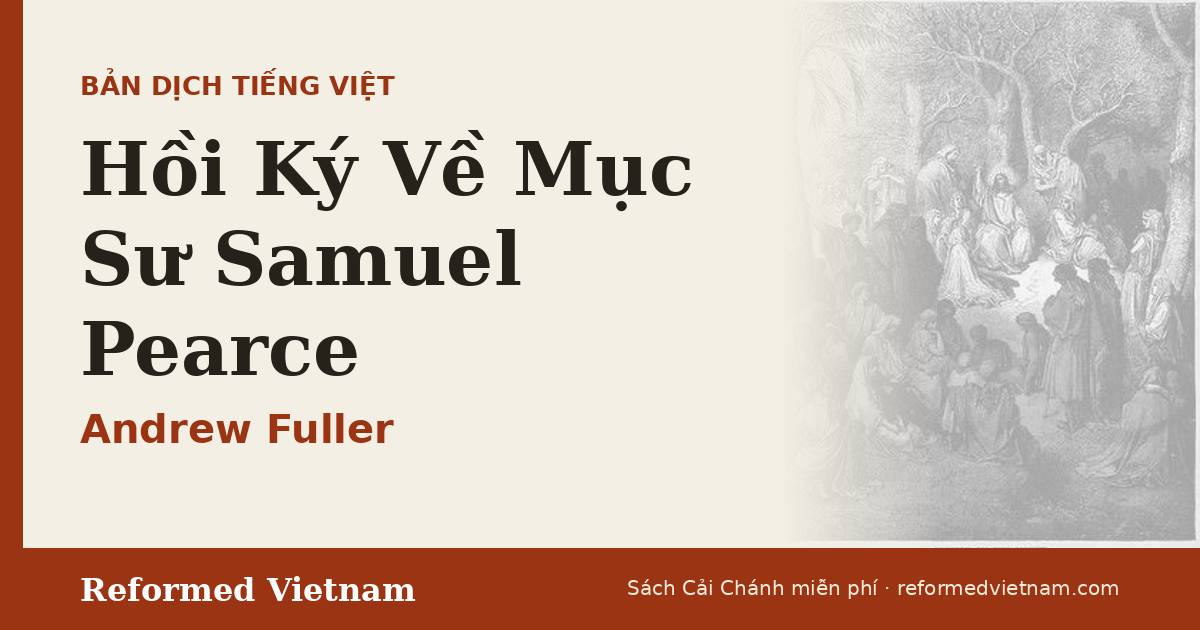 BẢN DỊCH TIẾNG VIỆT
Hồi Ký Về Mục
Sư Samuel
Pearce
Andrew Fuller
Reformed Vietnam
Sách Cải Chánh miễn phí · reformedvietnam.com